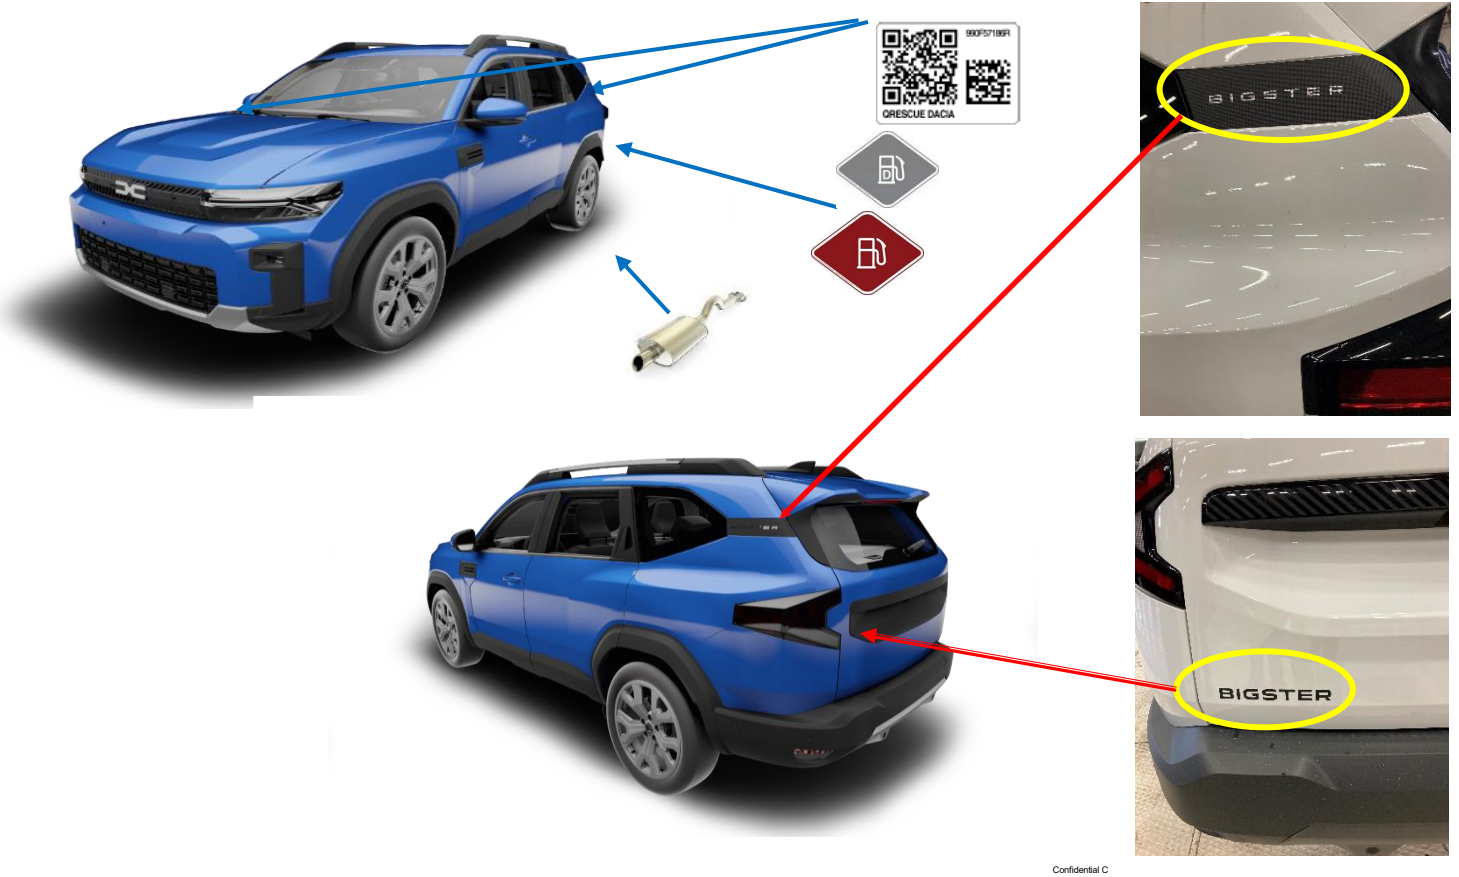 990F57186R
QRESCUE DACIA
D
BIGSTER
BIGSTER
Confidential C